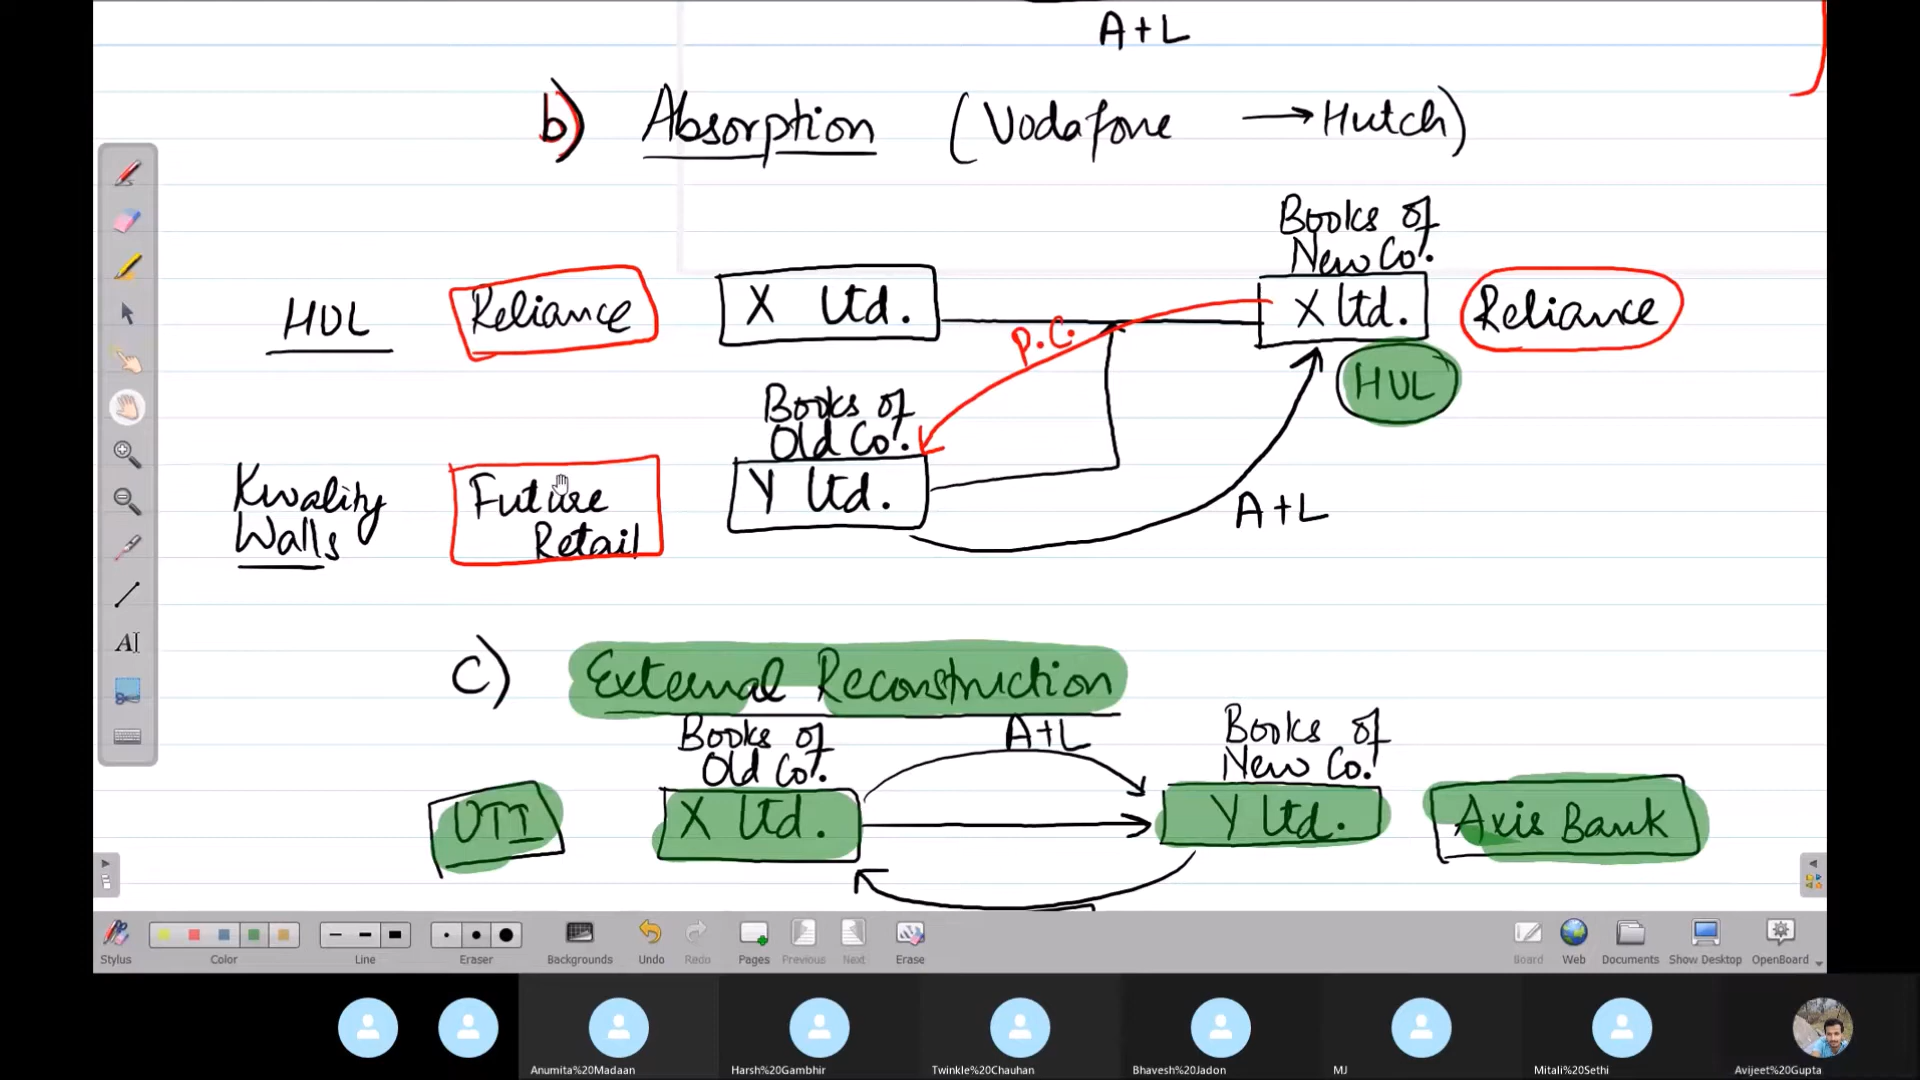 A+L
b) Absorption (Vodafone → Hutch)
Books of
New Co.
HUL Reliance X Ltd. X Ltd. Reliance
P.C.
HUL
Books of
Old Co.
Kwality
Walls
Future
Retail
Y Ltd.
A+L
c) External Reconstruction
Books of
Old Co.
A+L
Books of
New Co.
UTI X Ltd. Y Ltd. Axis Bank
Stylus Color Line Eraser Backgrounds Undo Redo Pages Previous Next Erase Board Web Documents Show Desktop OpenBoard
Anumita%20Madaan Harsh%20Gambhir Twinkle%20Chauhan Bhavesh%20Jadon MJ Mitali%20Sethi Avijeet%20Gupta